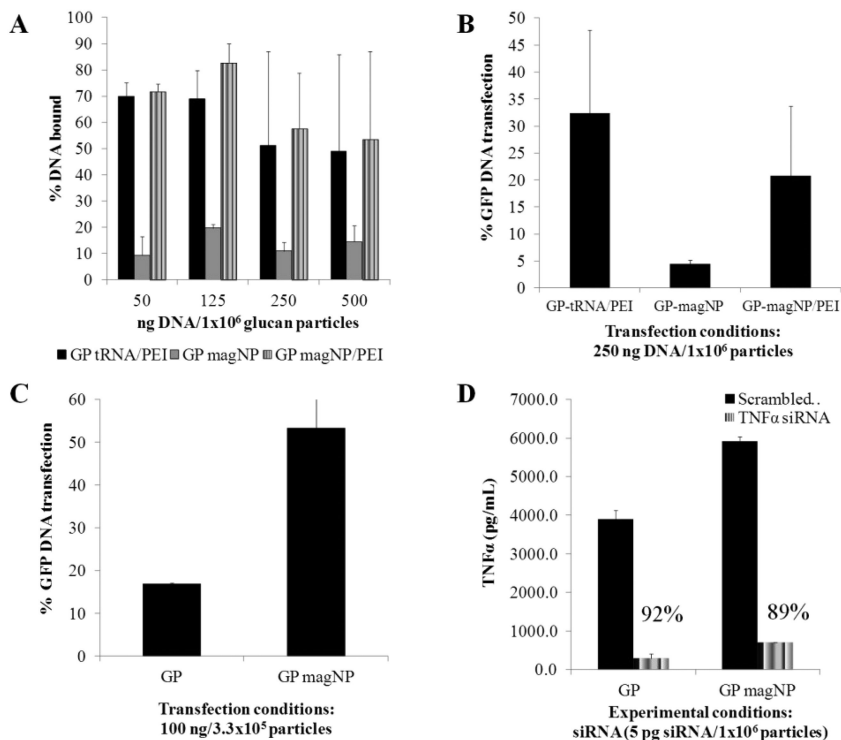 A
% DNA bound
100
90
80
70
60
50
40
30
20
10
0
50 125 250 500
ng DNA/1x10⁶ glucan particles
GP tRNA/PEI GP magNP GP magNP/PEI
B
% GFP DNA transfection
50
45
40
35
30
25
20
15
10
5
0
GP-tRNA/PEI GP-magNP GP-magNP/PEI
Transfection conditions:
250 ng DNA/1x10⁶ particles
C
% GFP DNA transfection
60
50
40
30
20
10
0
GP GP magNP
Transfection conditions:
100 ng/3.3x10⁵ particles
D
Scrambled..
TNFα siRNA
TNFα (pg/mL)
7000.0
6000.0
5000.0
4000.0
3000.0
2000.0
1000.0
0.0
92% 89%
GP GP magNP
Experimental conditions:
siRNA (5 pg siRNA/1x10⁶ particles)